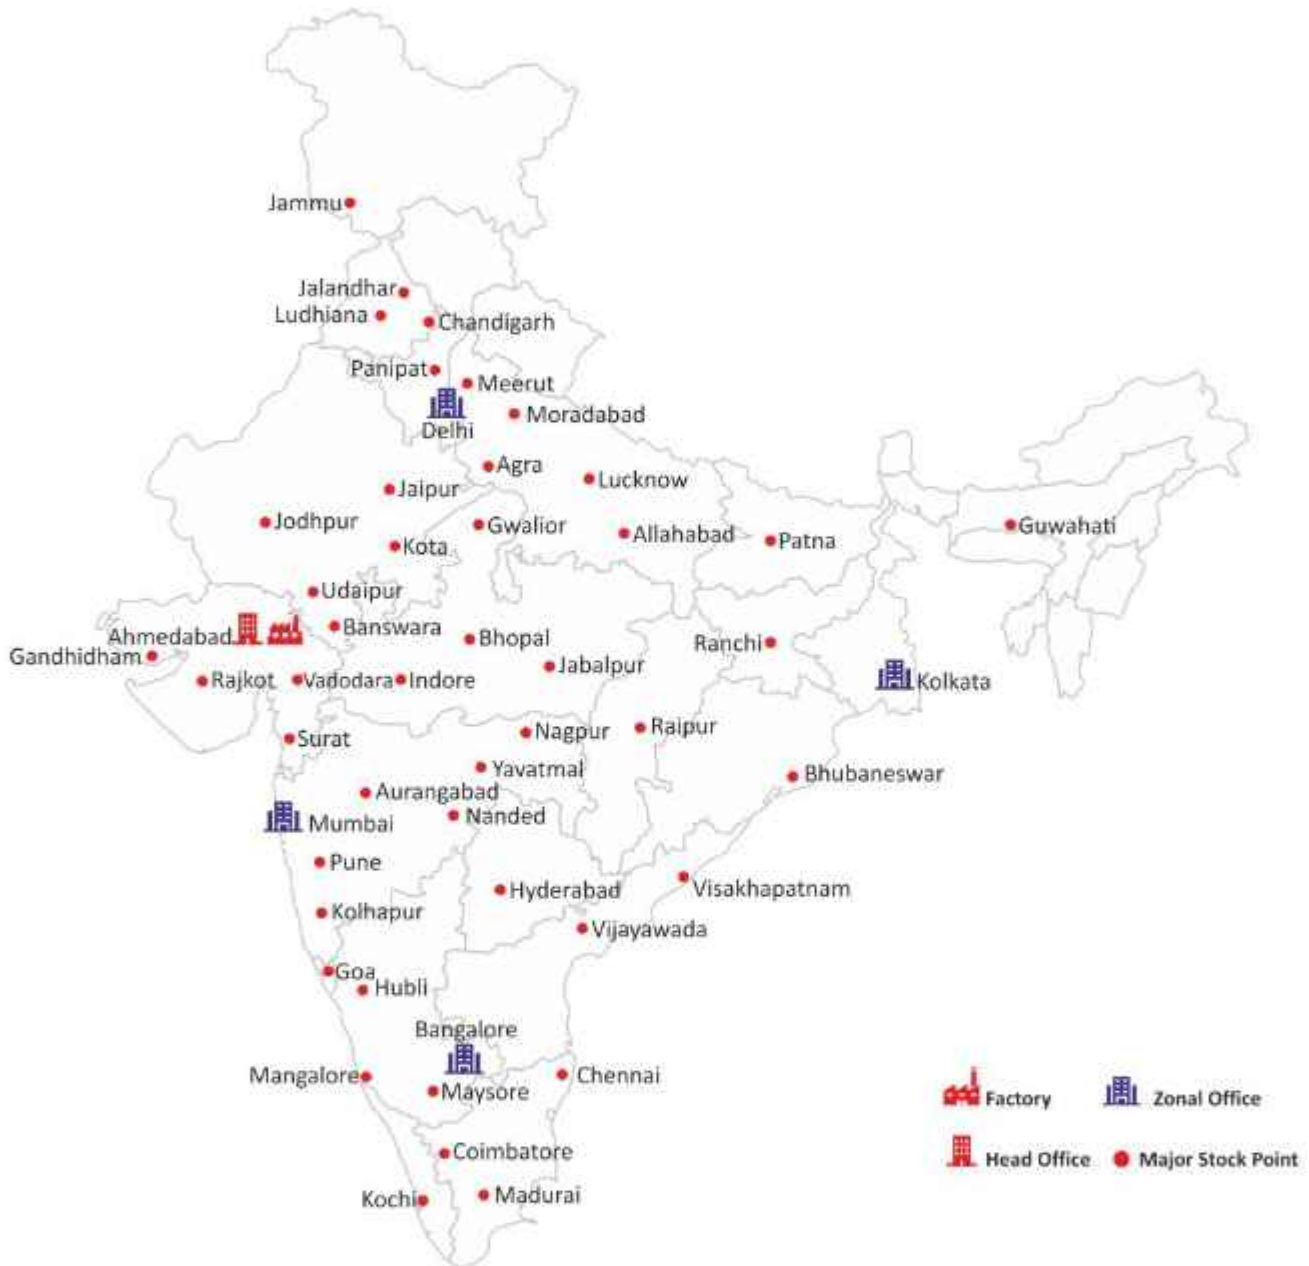 Jammu
Jalandhar
Ludhiana
Chandigarh
Panipat
Meerut
Moradabad
Delhi
Agra
Lucknow
Jaipur
Jodhpur
Gwalior
Allahabad
Patna
Guwahati
Kota
Udaipur
Banswara
Ahmedabad
Bhopal
Ranchi
Gandhidham
Jabalpur
Rajkot
Vadodara
Indore
Kolkata
Surat
Nagpur
Raipur
Yavatmal
Bhubaneswar
Aurangabad
Mumbai
Nanded
Pune
Hyderabad
Visakhapatnam
Kolhapur
Vijayawada
Goa
Hubli
Bangalore
Mangalore
Chennai
Maysore
Coimbatore
Kochi
Madurai
Factory
Zonal Office
Head Office
Major Stock Point